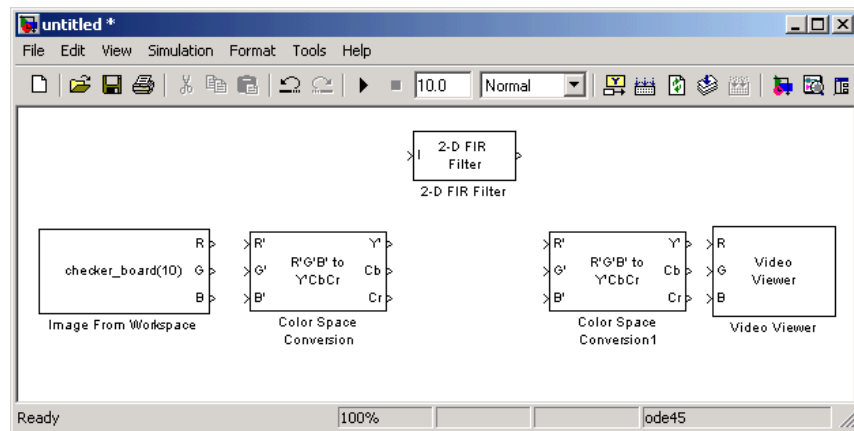 untitled *
File Edit View Simulation Format Tools Help
10.0 Normal
I 2-D FIR Filter
2-D FIR Filter
checker_board(10) R G B
Image From Workspace
R' G' B' R'G'B' to Y'CbCr Y' Cb Cr
Color Space Conversion
R' G' B' R'G'B' to Y'CbCr Y' Cb Cr
Color Space Conversion1
R G B Video Viewer
Video Viewer
Ready 100% ode45